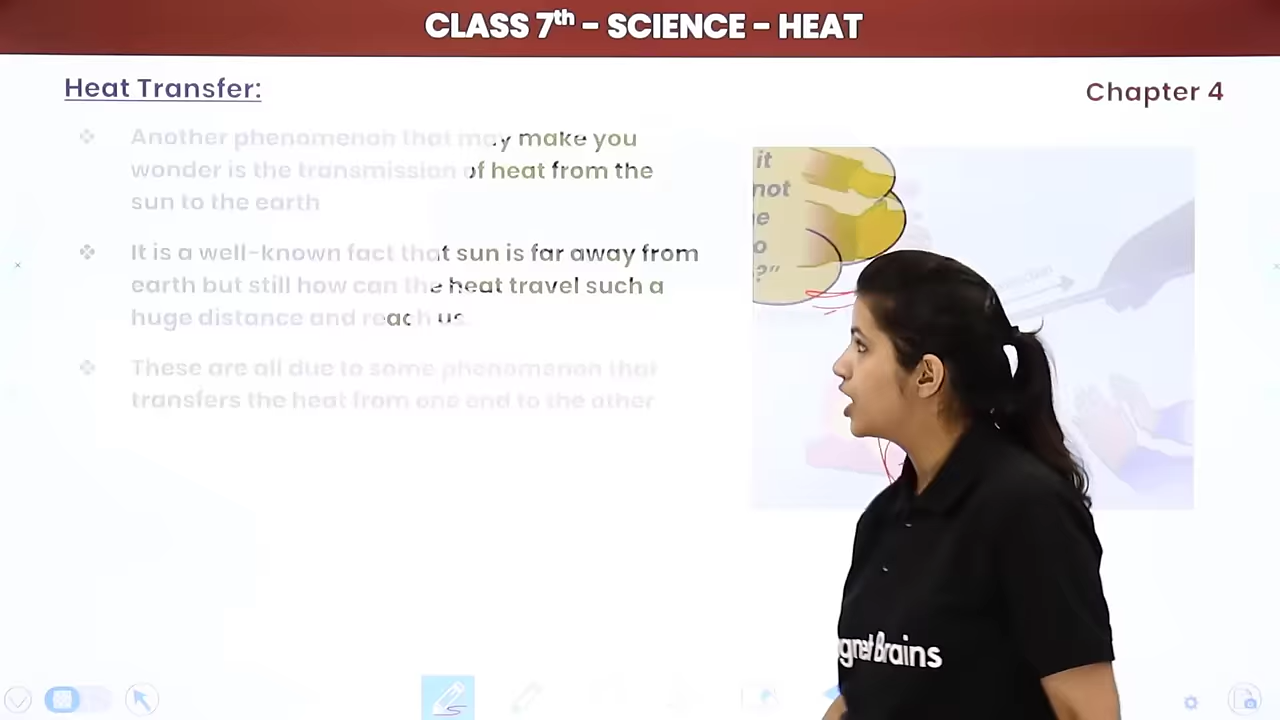 CLASS 7th - SCIENCE - HEAT
Heat Transfer:
Chapter 4
Another phenomenon that may make you
wonder is the transmission of heat from the
sun to the earth
It is a well-known fact that sun is far away from
earth but still how can the heat travel such a
huge distance and reach us
These are all due to some phenomenon that
transfers the heat from one end to the other
it
not
?"
Brains